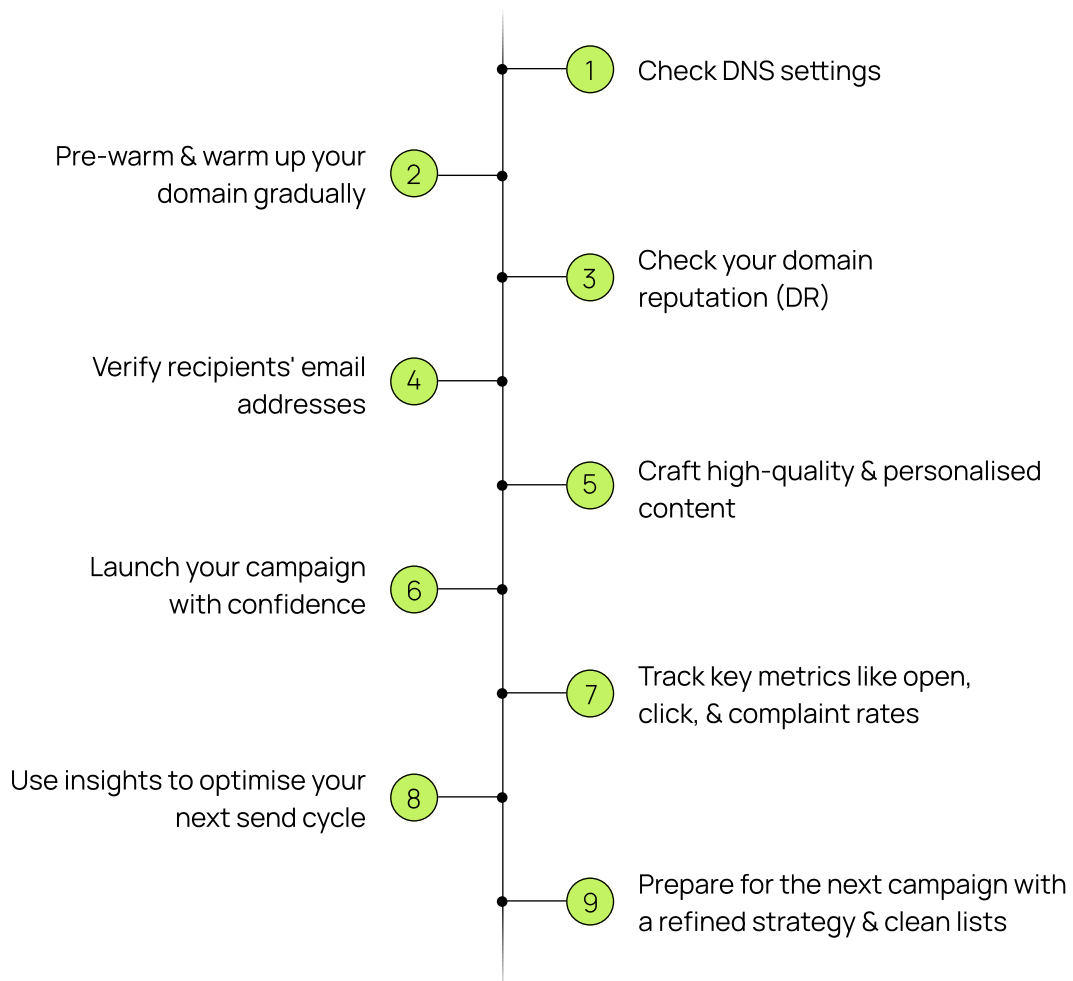 1
Check DNS settings
2
Pre-warm & warm up your
domain gradually
3
Check your domain
reputation (DR)
4
Verify recipients' email
addresses
5
Craft high-quality & personalised
content
6
Launch your campaign
with confidence
7
Track key metrics like open,
click, & complaint rates
8
Use insights to optimise your
next send cycle
9
Prepare for the next campaign with
a refined strategy & clean lists